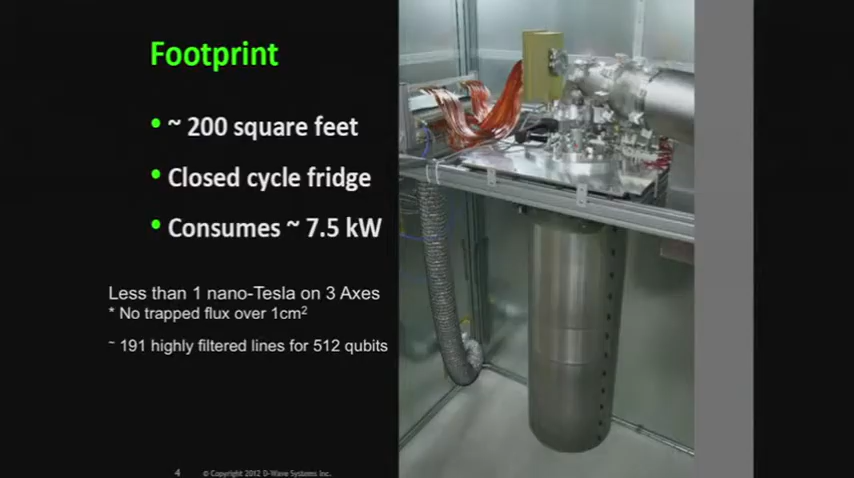 Footprint
• ~ 200 square feet
• Closed cycle fridge
• Consumes ~ 7.5 kW
Less than 1 nano-Tesla on 3 Axes
* No trapped flux over 1cm²
~ 191 highly filtered lines for 512 qubits
4 © Copyright 2012 D-Wave Systems Inc.